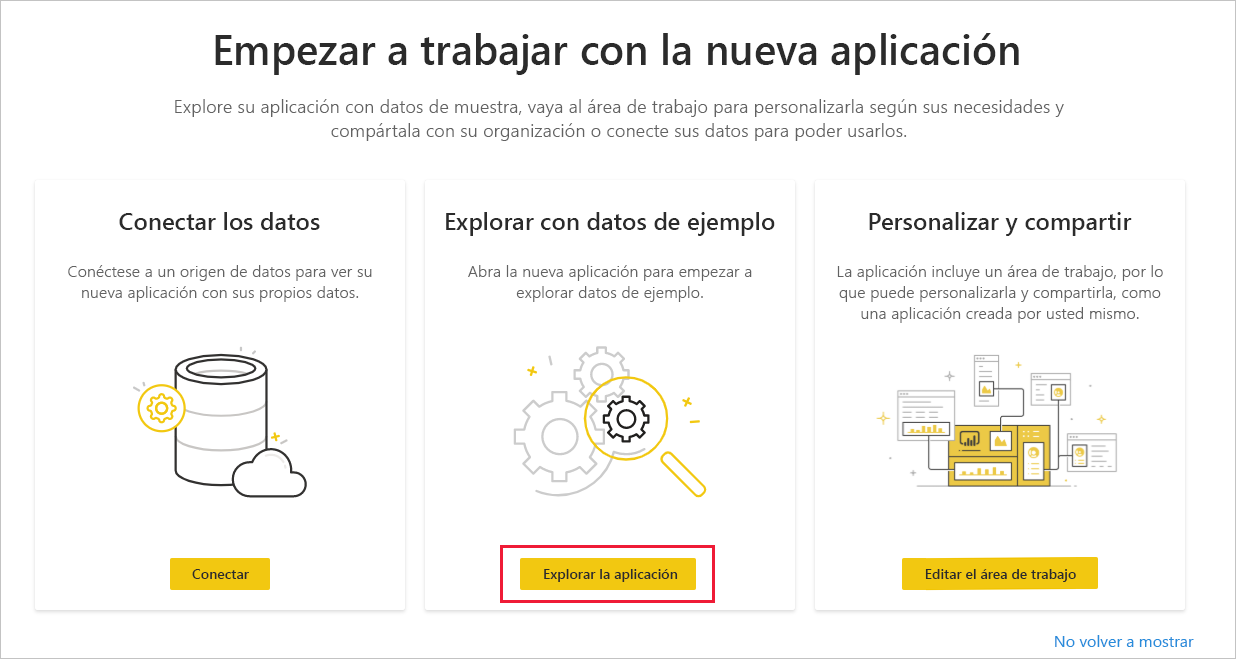 Empezar a trabajar con la nueva aplicación
Explore su aplicación con datos de muestra, vaya al área de trabajo para personalizarla según sus necesidades y
compártala con su organización o conecte sus datos para poder usarlos.
Conectar los datos
Conéctese a un origen de datos para ver su
nueva aplicación con sus propios datos.
Conectar
Explorar con datos de ejemplo
Abra la nueva aplicación para empezar a
explorar datos de ejemplo.
Explorar la aplicación
Personalizar y compartir
La aplicación incluye un área de trabajo, por lo
que puede personalizarla y compartirla, como
una aplicación creada por usted mismo.
Editar el área de trabajo
No volver a mostrar